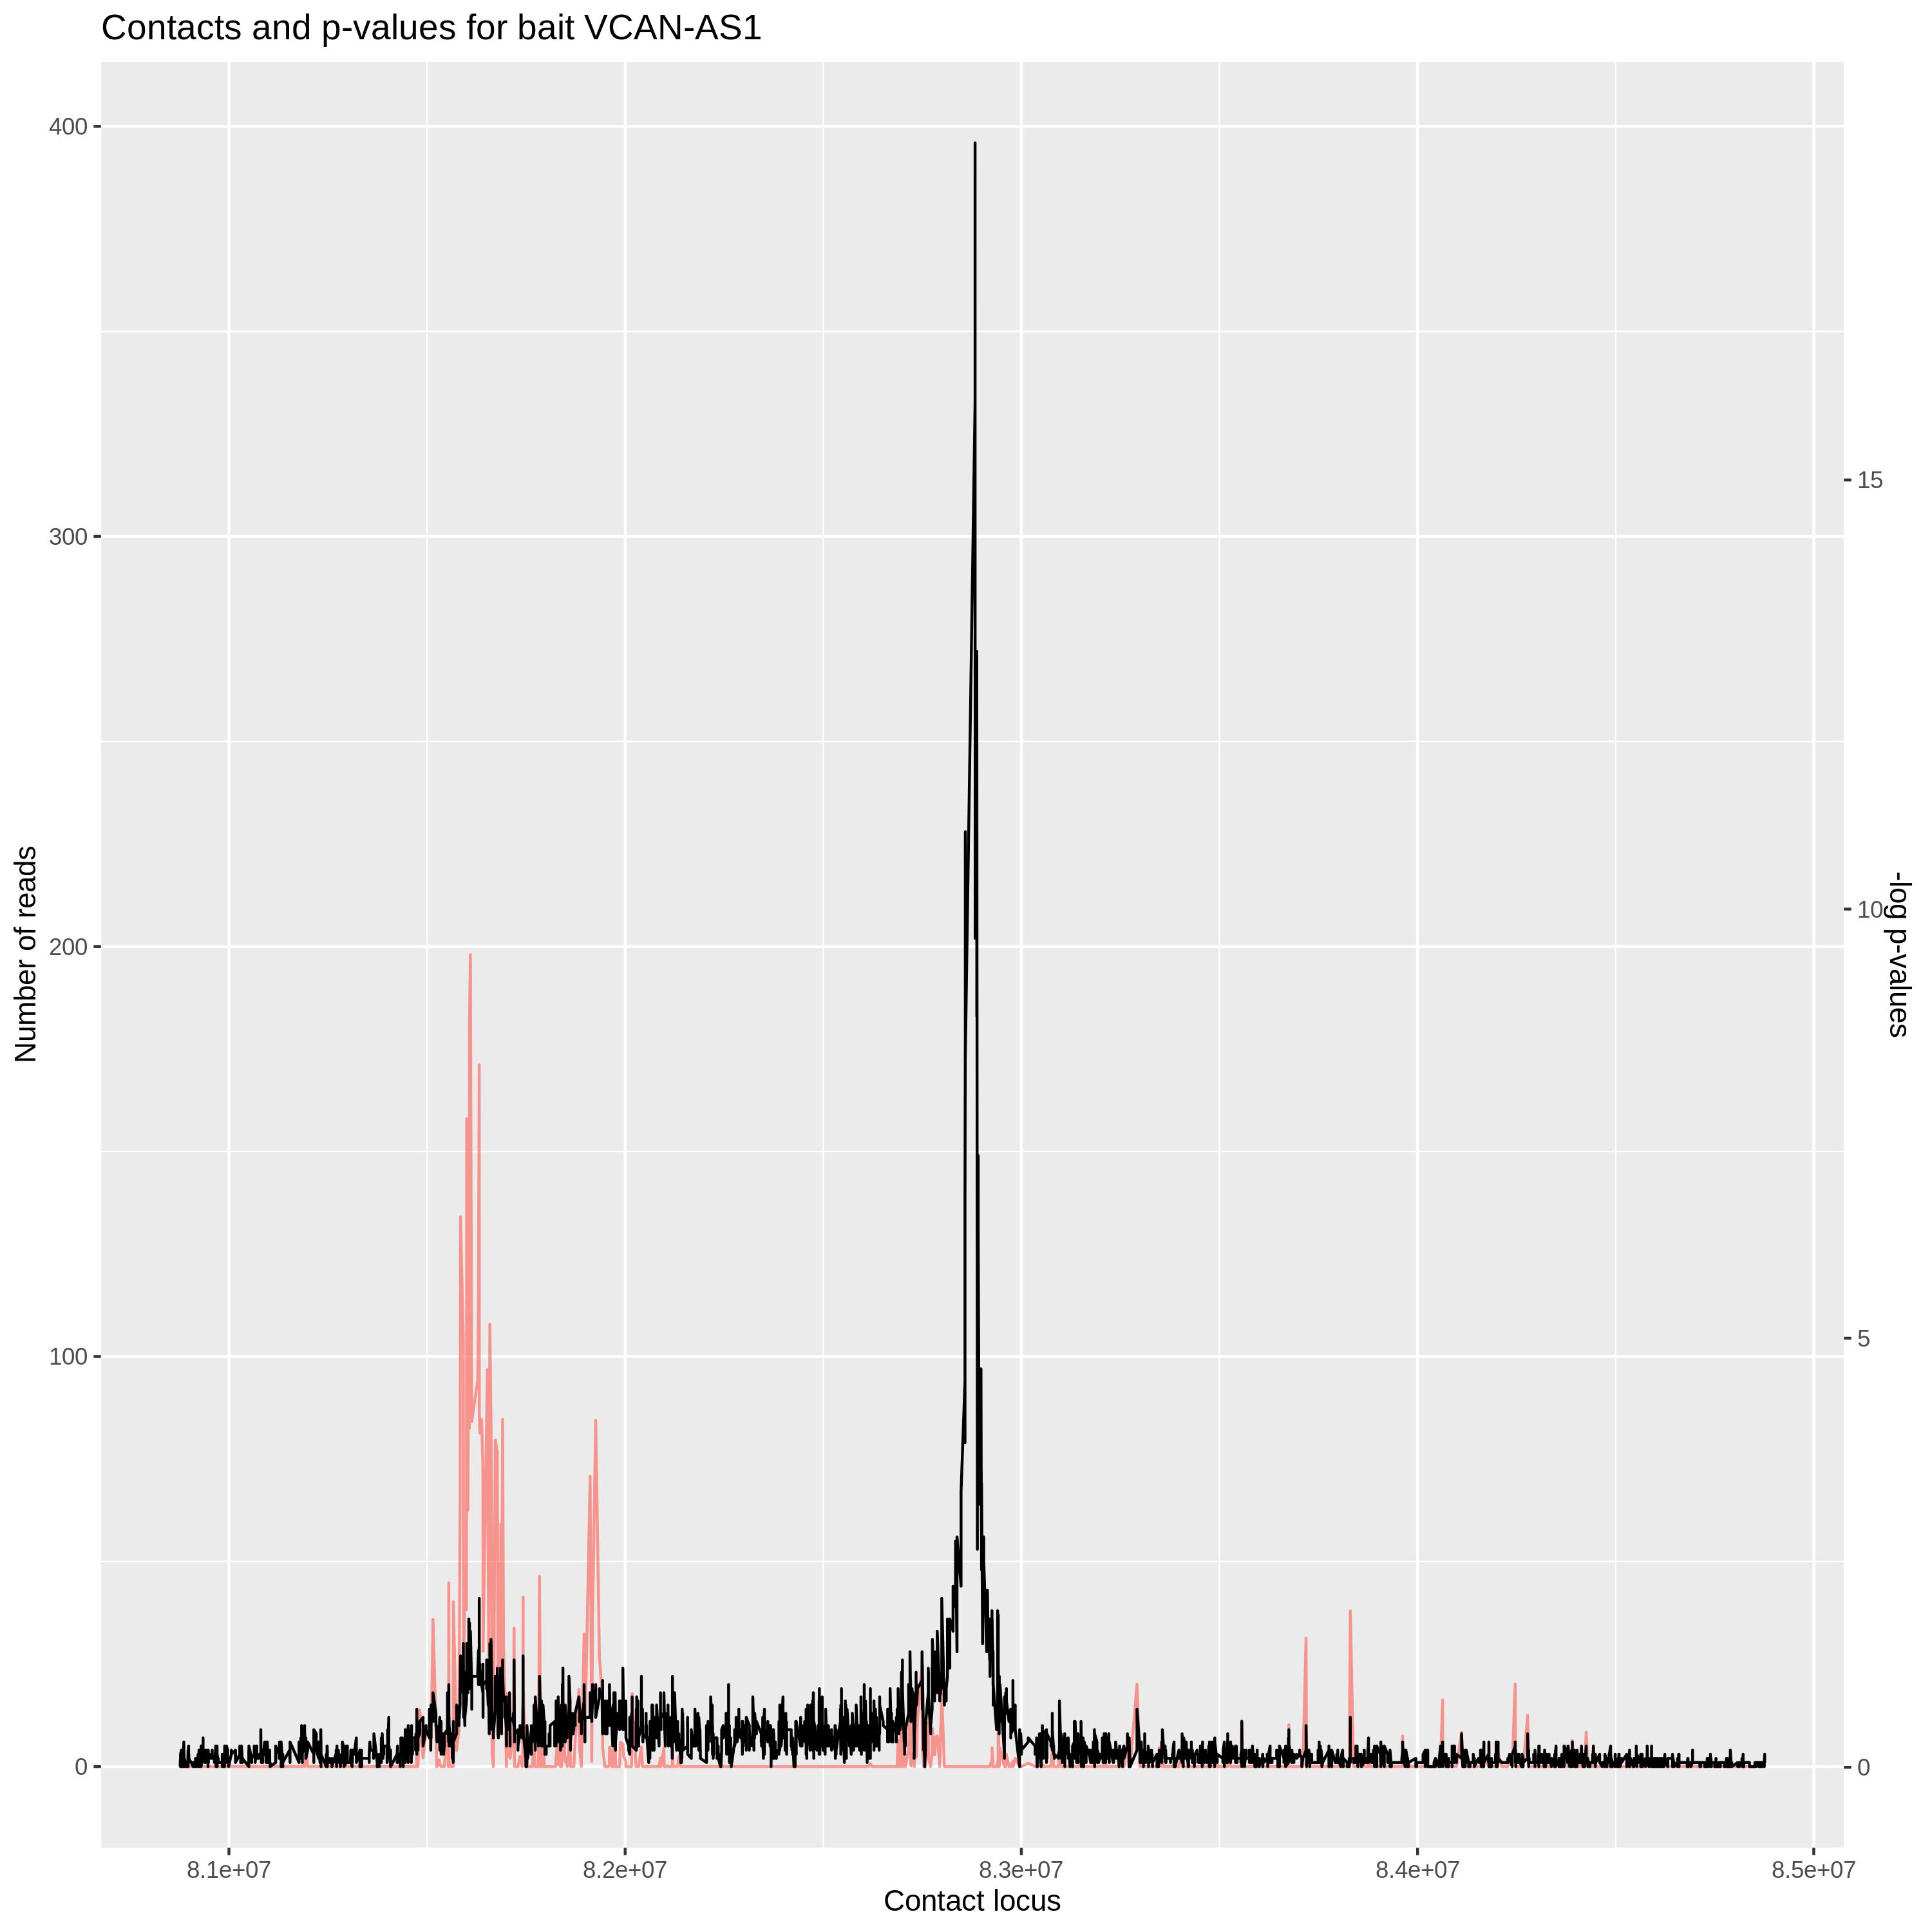 Contacts and p-values for bait VCAN-AS1
400
300
200
100
0
Number of reads
15
10
5
0
-log p-values
8.1e+07 8.2e+07 8.3e+07 8.4e+07 8.5e+07
Contact locus